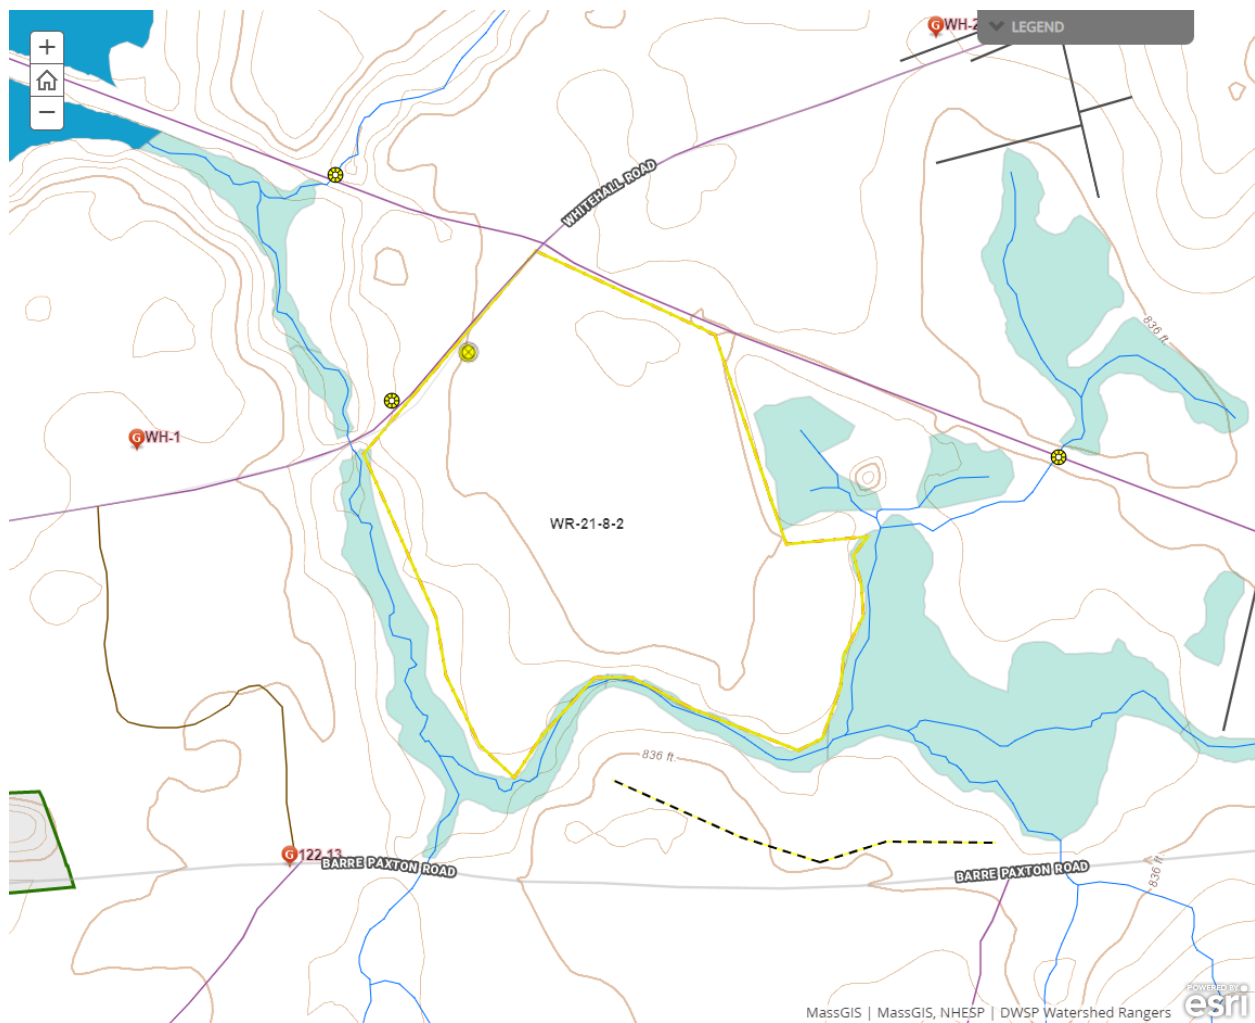 +
WH-2
LEGEND
−
WHITEHALL ROAD
836 ft.
G WH-1
WR-21-8-2
836 ft.
G 122 13
BARRE PAXTON ROAD
BARRE PAXTON ROAD
836 ft.
MassGIS | MassGIS, NHESP | DWSP Watershed Rangers
POWERED BY
esri